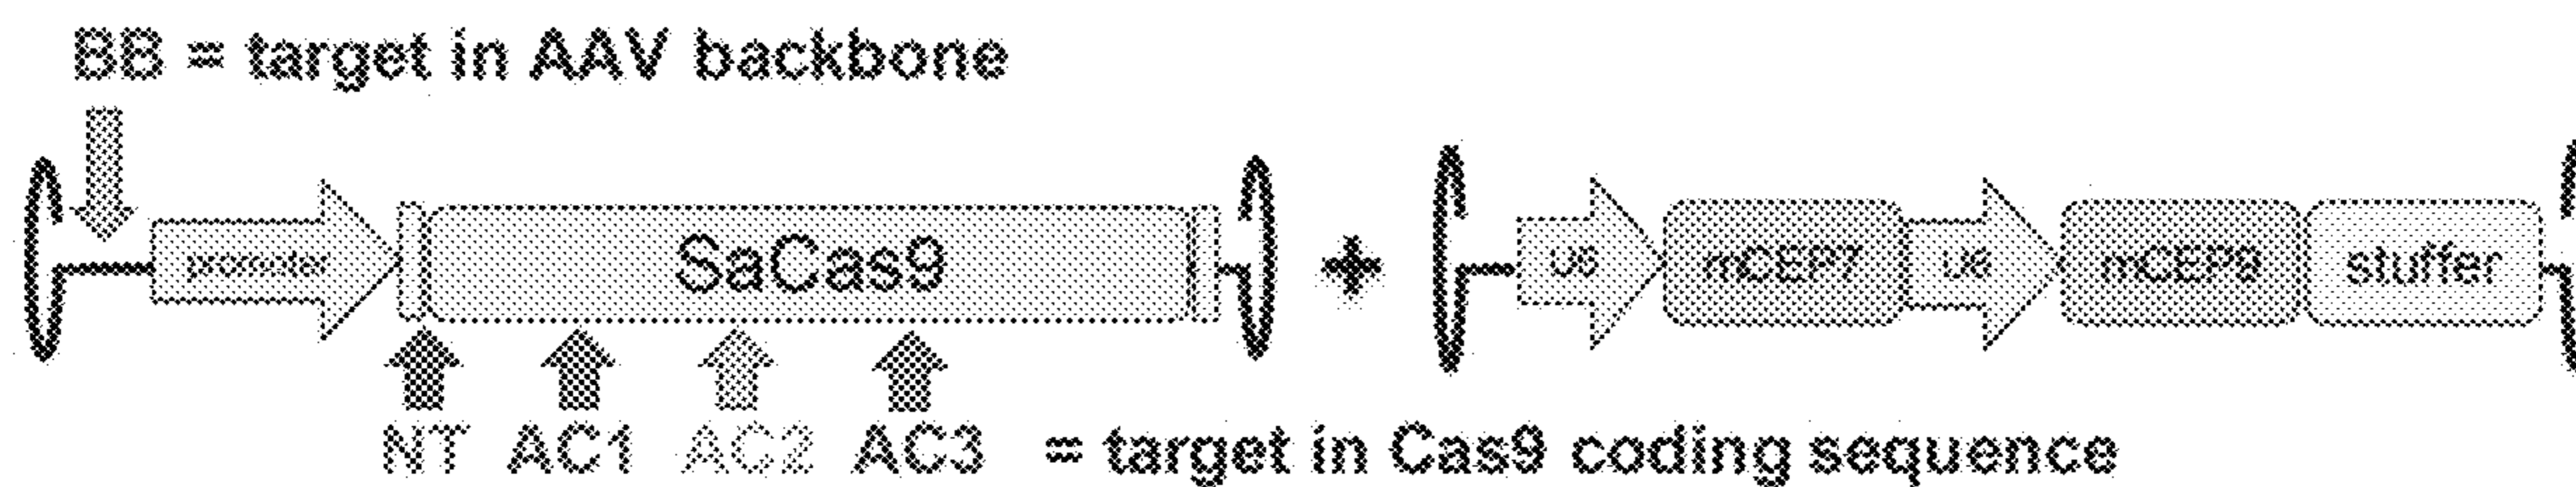 BB = target in AAV backbone
promoter SaCas9 + U6 mCEP7 U6 mCEP9 stuffer
NT AC1 AC2 AC3 = target in Cas9 coding sequence